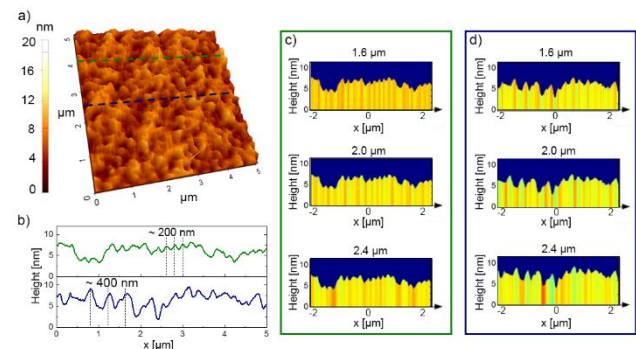 a)
nm
20
16
12
8
4
0
5
4
3
2
1
0
µm
0
1
2
3
4
5
µm
b)
~ 200 nm
10
5
0
~ 400 nm
10
5
0
Height [nm]
0 1 2 3 4 5
x [µm]
c)
1.6 µm
10
5
0
Height [nm]
-2 0 2
x [µm]
2.0 µm
10
5
0
Height [nm]
-2 0 2
x [µm]
2.4 µm
10
5
0
Height [nm]
-2 0 2
x [µm]
d)
1.6 µm
10
5
0
Height [nm]
-2 0 2
x [µm]
2.0 µm
10
5
0
Height [nm]
-2 0 2
x [µm]
2.4 µm
10
5
0
Height [nm]
-2 0 2
x [µm]